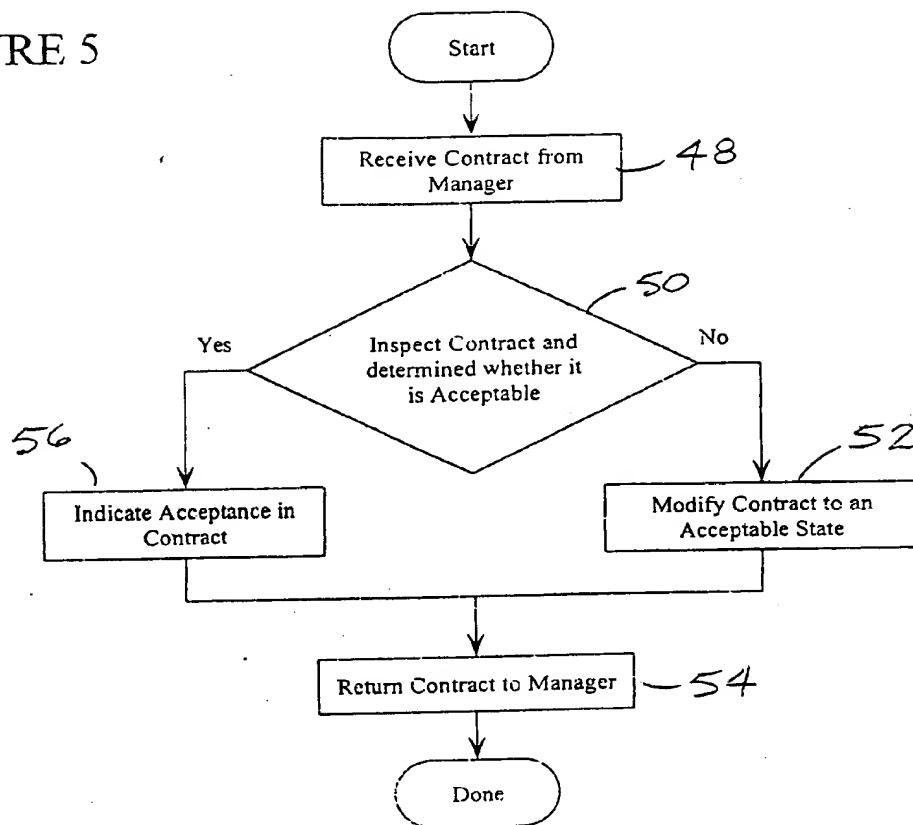 RE 5
Start
Receive Contract from
Manager
48
50
Yes
Inspect Contract and
determined whether it
is Acceptable
No
56
52
Indicate Acceptance in
Contract
Modify Contract to an
Acceptable State
Return Contract to Manager
54
Done